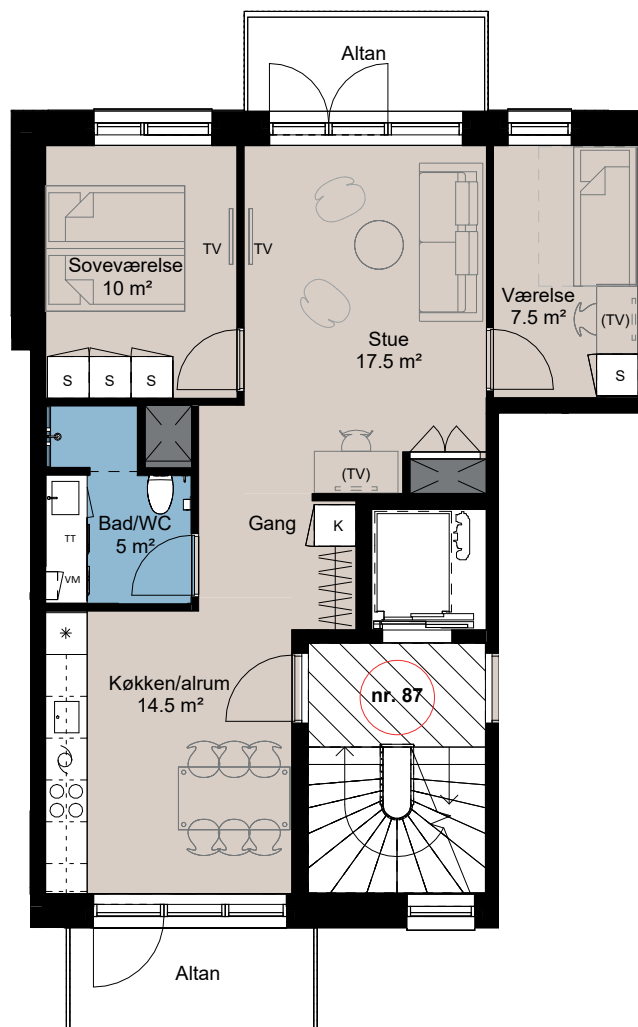 Altan
TV
TV
Soveværelse
10 m²
Værelse
7.5 m²
(TV)
Stue
17.5 m²
S
S
S
S
(TV)
Bad/WC
5 m²
TT
VM
Gang
K
Køkken/alrum
14.5 m²
nr. 87
Altan